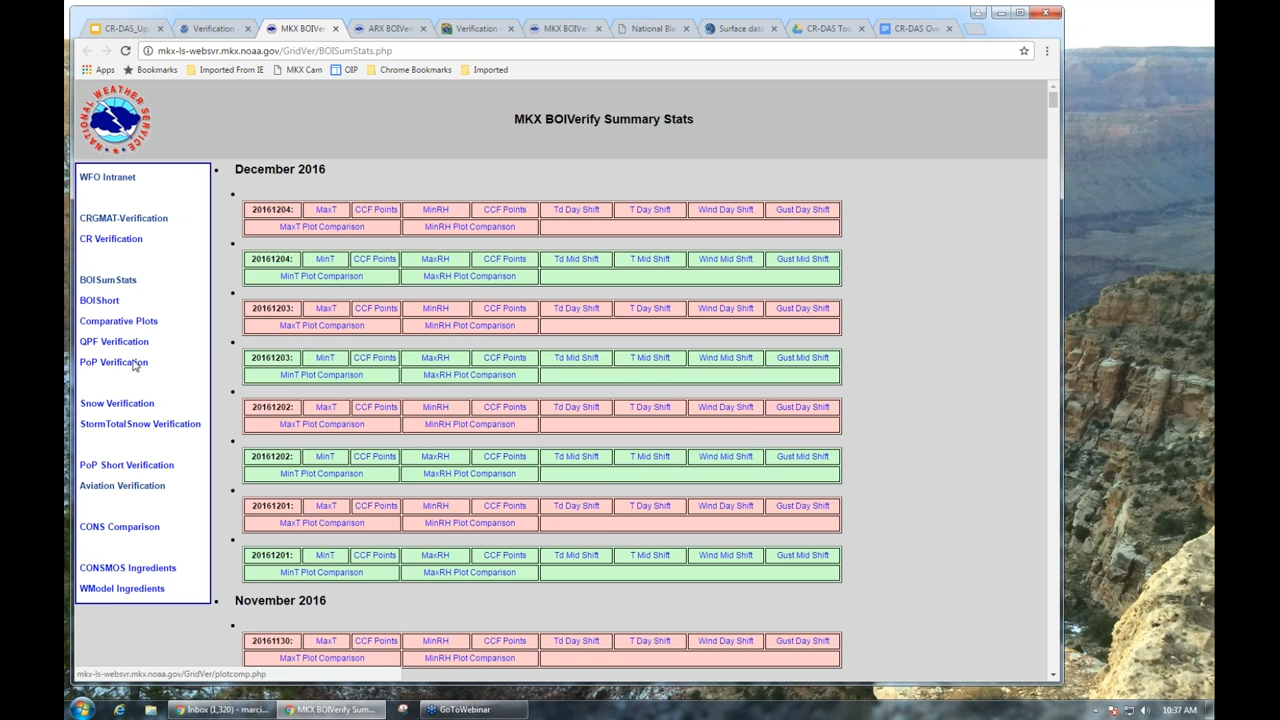 CR-DAS_Up
Verification
MKX BOIVer
ARX BOIVeri
Verification
MKX BOIVe
National Ble
Surface data
CR-DAS Too
CR-DAS Ove
mkx-ls-websvr.mkx.noaa.gov/GridVer/BOISumStats.php
Apps Bookmarks Imported From IE MKX Cam OIP Chrome Bookmarks Imported
MKX BOIVerify Summary Stats
WFO Intranet
CRGMAT-Verification
CR Verification
BOISumStats
BOIShort
Comparative Plots
QPF Verification
PoP Verification
Snow Verification
StormTotalSnow Verification
PoP Short Verification
Aviation Verification
CONS Comparison
CONSMOS Ingredients
WModel Ingredients
December 2016
20161204: MaxT CCF Points MinRH CCF Points Td Day Shift T Day Shift Wind Day Shift Gust Day Shift
MaxT Plot Comparison MinRH Plot Comparison
20161204: MinT CCF Points MaxRH CCF Points Td Mid Shift T Mid Shift Wind Mid Shift Gust Mid Shift
MinT Plot Comparison MaxRH Plot Comparison
20161203: MaxT CCF Points MinRH CCF Points Td Day Shift T Day Shift Wind Day Shift Gust Day Shift
MaxT Plot Comparison MinRH Plot Comparison
20161203: MinT CCF Points MaxRH CCF Points Td Mid Shift T Mid Shift Wind Mid Shift Gust Mid Shift
MinT Plot Comparison MaxRH Plot Comparison
20161202: MaxT CCF Points MinRH CCF Points Td Day Shift T Day Shift Wind Day Shift Gust Day Shift
MaxT Plot Comparison MinRH Plot Comparison
20161202: MinT CCF Points MaxRH CCF Points Td Mid Shift T Mid Shift Wind Mid Shift Gust Mid Shift
MinT Plot Comparison MaxRH Plot Comparison
20161201: MaxT CCF Points MinRH CCF Points Td Day Shift T Day Shift Wind Day Shift Gust Day Shift
MaxT Plot Comparison MinRH Plot Comparison
20161201: MinT CCF Points MaxRH CCF Points Td Mid Shift T Mid Shift Wind Mid Shift Gust Mid Shift
MinT Plot Comparison MaxRH Plot Comparison
November 2016
20161130: MaxT CCF Points MinRH CCF Points Td Day Shift T Day Shift Wind Day Shift Gust Day Shift
MaxT Plot Comparison MinRH Plot Comparison
mkx-ls-websvr.mkx.noaa.gov/GridVer/plotcomp.php
Inbox (1,320) - marci...
MKX BOIVerify Sum...
GoToWebinar
10:37 AM